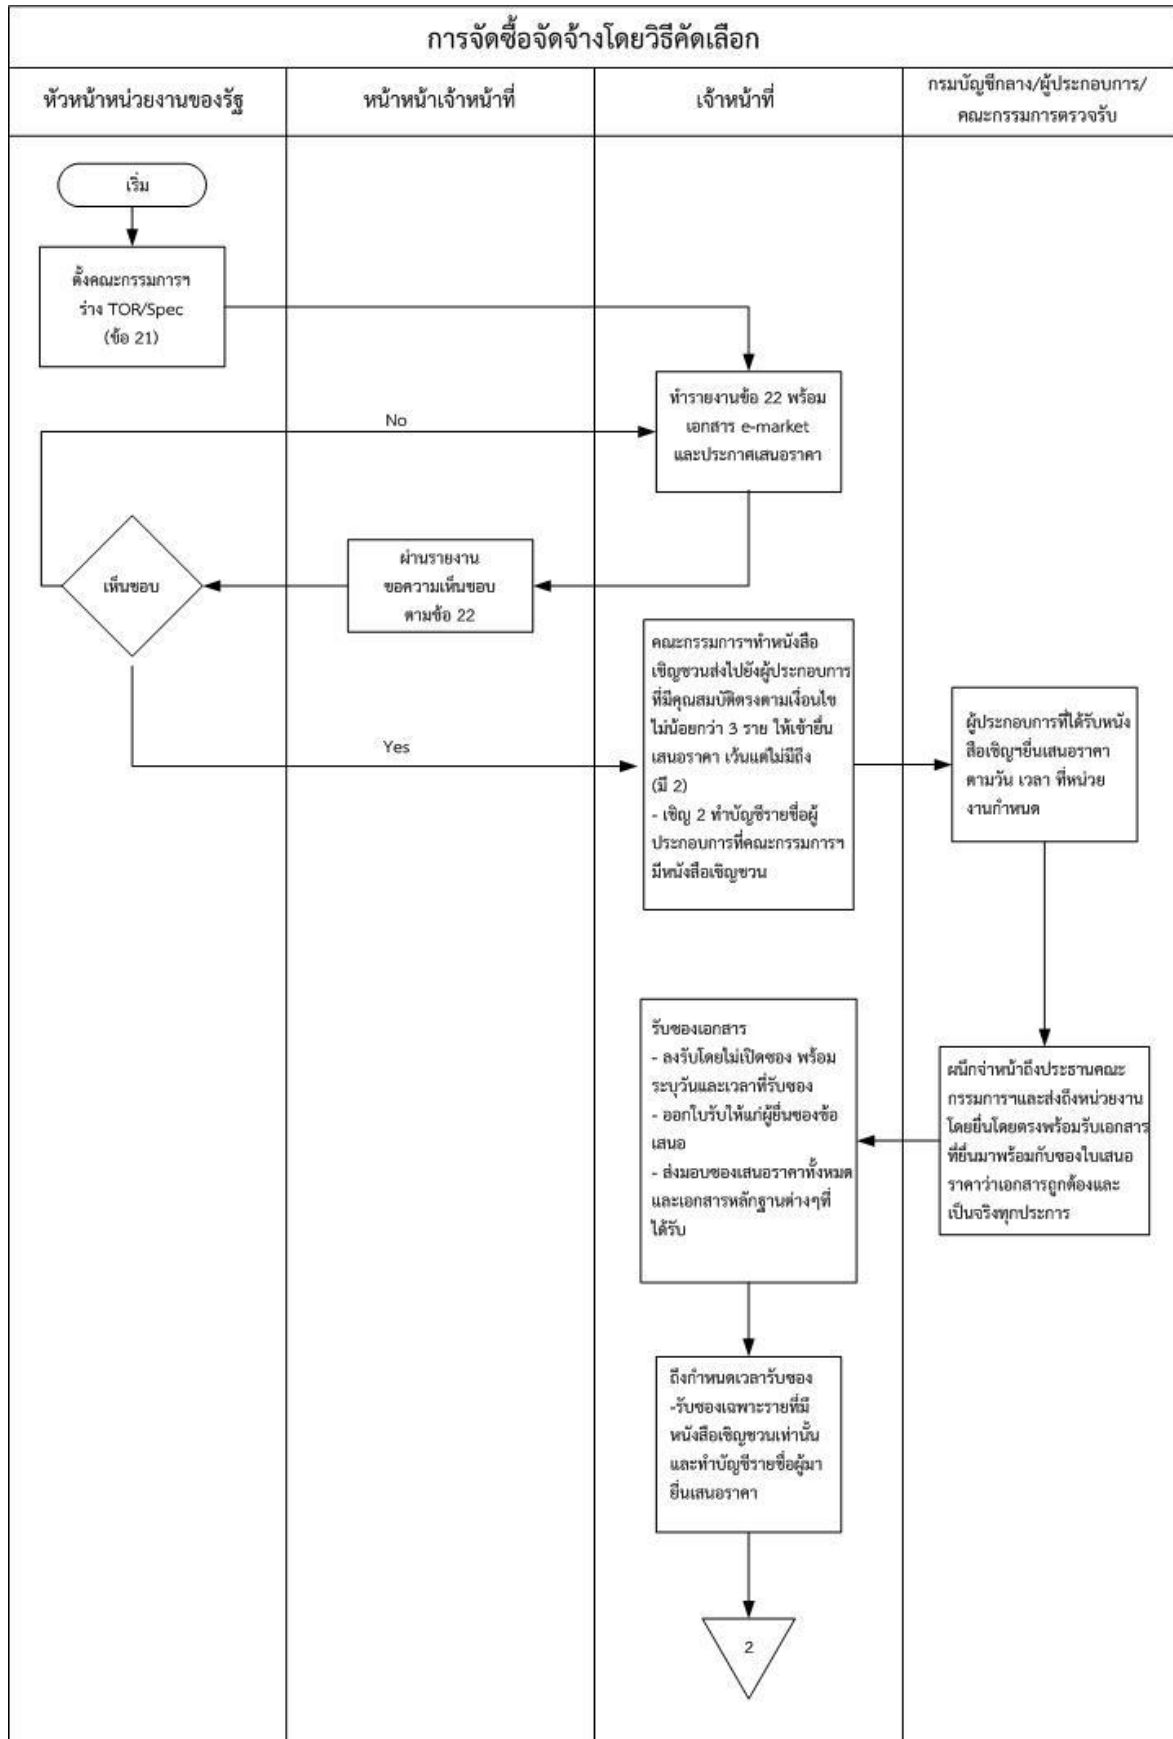 การจัดซื้อจัดจ้างโดยวิธีคัดเลือก
หัวหน้าหน่วยงานของรัฐ
หน้าหน้าเจ้าหน้าที่
เจ้าหน้าที่
กรมบัญชีกลาง/ผู้ประกอบการ/
คณะกรรมการตรวจรับ
เริ่ม
ตั้งคณะกรรมการฯ
ร่าง TOR/Spec
(ข้อ 21)
ทำรายงานข้อ 22 พร้อม
เอกสาร e-market
และประกาศเสนอราคา
No
ผ่านรายงาน
ขอความเห็นชอบ
ตามข้อ 22
เห็นชอบ
Yes
คณะกรรมการฯทำหนังสือ
เชิญชวนส่งไปยังผู้ประกอบการ
ที่มีคุณสมบัติตรงตามเงื่อนไข
ไม่น้อยกว่า 3 ราย ให้เข้ายื่น
เสนอราคา เว้นแต่ไม่มีถึง
(มี 2)
- เชิญ 2 ทำบัญชีรายชื่อผู้
ประกอบการที่คณะกรรมการฯ
มีหนังสือเชิญชวน
ผู้ประกอบการที่ได้รับหนัง
สือเชิญฯยื่นเสนอราคา
ตามวัน เวลา ที่หน่วย
งานกำหนด
ผนึกจ่าหน้าถึงประธานคณะ
กรรมการฯและส่งถึงหน่วยงาน
โดยยื่นโดยตรงพร้อมรับเอกสาร
ที่ยื่นมาพร้อมกับซองใบเสนอ
ราคาว่าเอกสารถูกต้องและ
เป็นจริงทุกประการ
รับซองเอกสาร
- ลงรับโดยไม่เปิดซอง พร้อม
ระบุวันและเวลาที่รับซอง
- ออกใบรับให้แก่ผู้ยื่นซองข้อ
เสนอ
- ส่งมอบซองเสนอราคาทั้งหมด
และเอกสารหลักฐานต่างๆที่
ได้รับ
ถึงกำหนดเวลารับซอง
-รับซองเฉพาะรายที่มี
หนังสือเชิญชวนเท่านั้น
และทำบัญชีรายชื่อผู้มา
ยื่นเสนอราคา
2